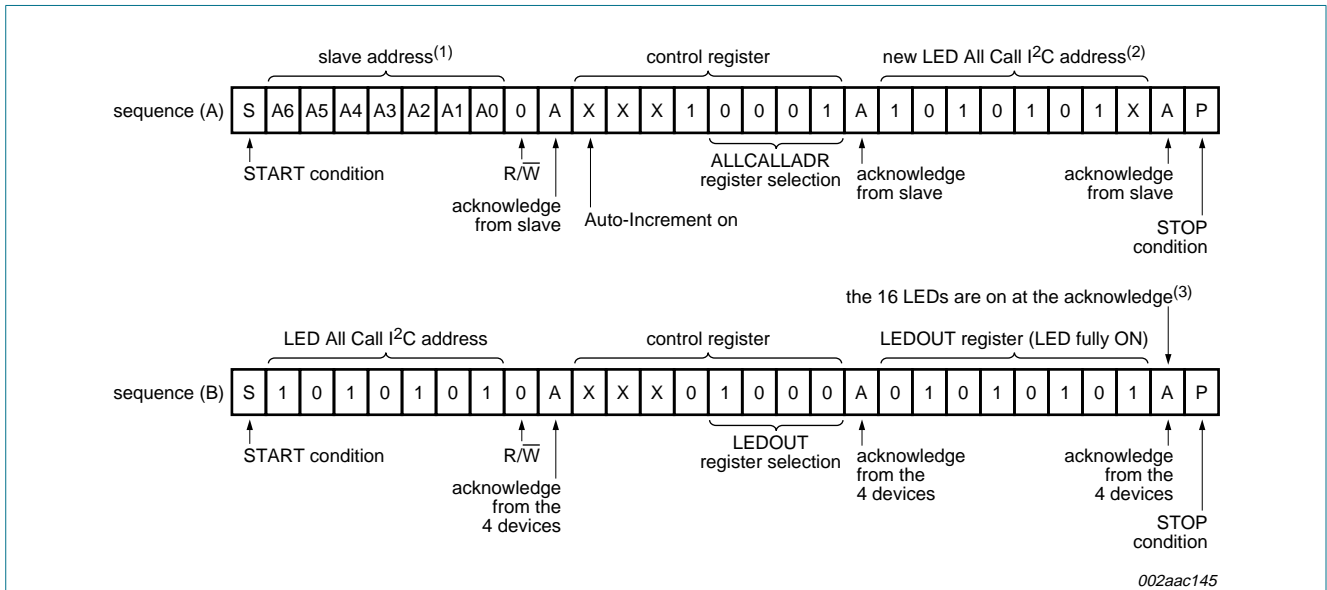 slave address(1) control register new LED All Call I²C address(2)
sequence (A) S A6 A5 A4 A3 A2 A1 A0 0 A X X X 1 0 0 0 1 A 1 0 1 0 1 0 1 X A P
START condition R/W̅ ALLCALLADR
register selection
acknowledge
from slave
acknowledge
from slave
acknowledge
from slave
Auto-Increment on
STOP
condition
the 16 LEDs are on at the acknowledge(3)
LED All Call I²C address control register LEDOUT register (LED fully ON)
sequence (B) S 1 0 1 0 1 0 1 0 A X X X 0 1 0 0 0 A 0 1 0 1 0 1 0 1 A P
START condition R/W̅ LEDOUT
register selection
acknowledge
from the
4 devices
acknowledge
from the
4 devices
acknowledge
from the
4 devices
STOP
condition
002aac145